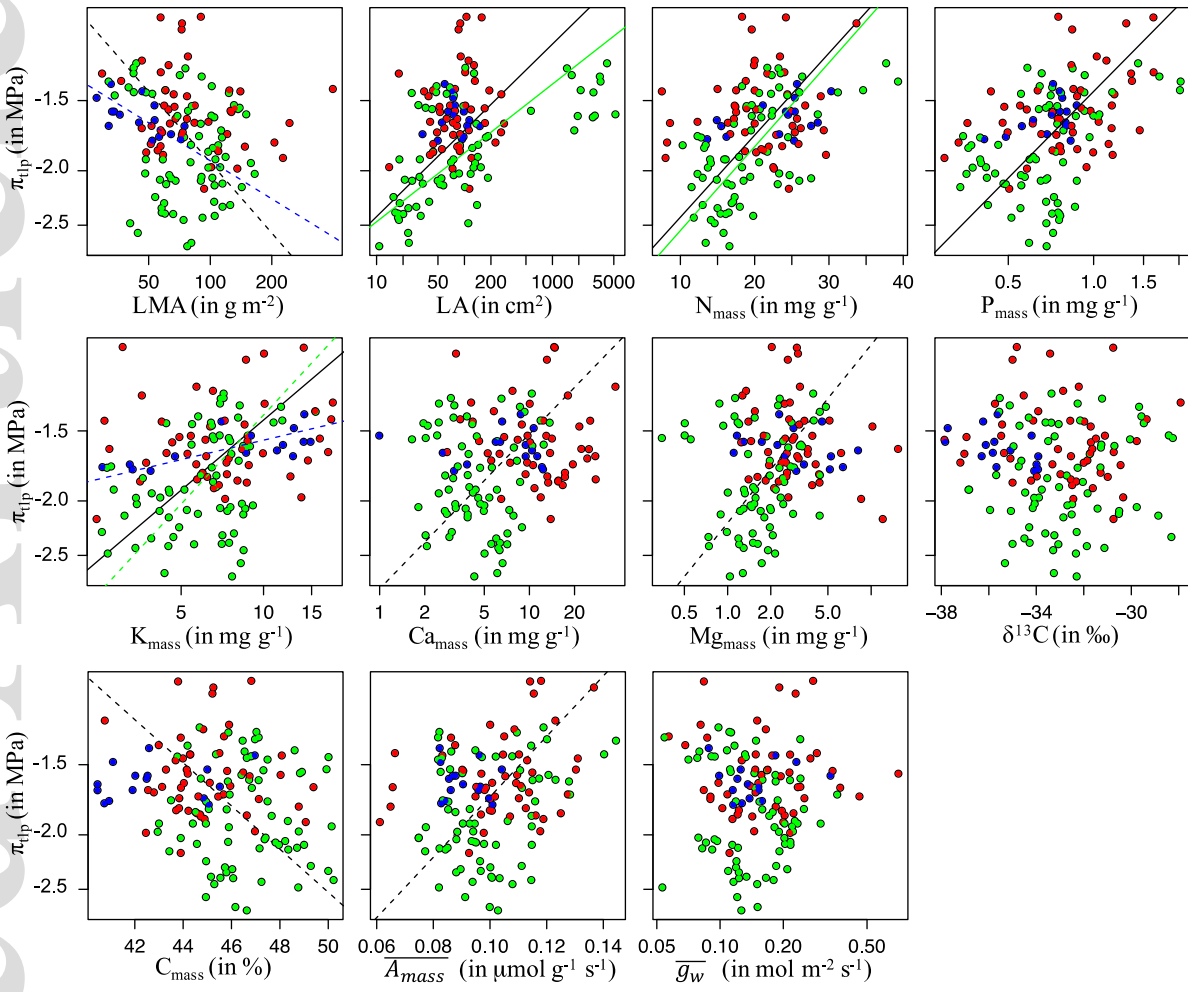 π_tlp (in MPa)
-1.5
-2.0
-2.5
50 100 200
LMA (in g m⁻²)
10 50 200 1000 5000
LA (in cm²)
10 20 30 40
N_mass (in mg g⁻¹)
0.5 1.0 1.5
P_mass (in mg g⁻¹)
π_tlp (in MPa)
-1.5
-2.0
-2.5
5 10 15
K_mass (in mg g⁻¹)
1 2 5 10 20
Ca_mass (in mg g⁻¹)
0.5 1.0 2.0 5.0
Mg_mass (in mg g⁻¹)
−38 −34 −30
δ¹³C (in ‰)
π_tlp (in MPa)
-1.5
-2.0
-2.5
42 44 46 48 50
C_mass (in %)
0.06 0.08 0.10 0.12 0.14
A_mass (in μmol g⁻¹ s⁻¹)
0.05 0.10 0.20 0.50
g_w (in mol m⁻² s⁻¹)